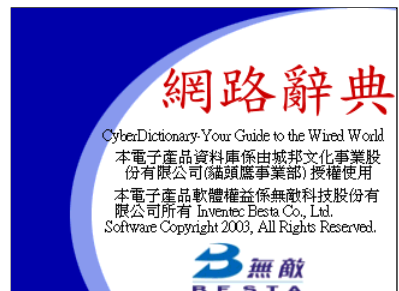 網路辭典
CyberDictionary-Your Guide to the Wired World
本電子產品資料庫係由城邦文化事業股
份有限公司(貓頭鷹事業部) 授權使用
本電子產品軟體權益係無敵科技股份有
限公司所有 Inventec Besta Co., Ltd.
Software Copyright 2003, All Rights Reserved.
無敵
BESTA